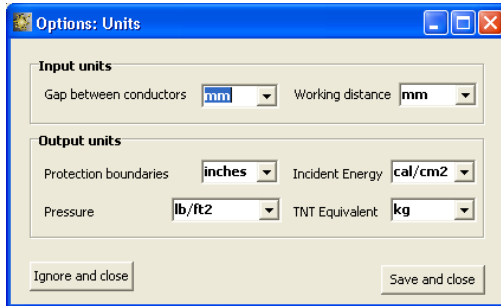 Options: Units
Input units
Gap between conductors mm Working distance mm
Output units
Protection boundaries inches Incident Energy cal/cm2
Pressure lb/ft2 TNT Equivalent kg
Ignore and close Save and close